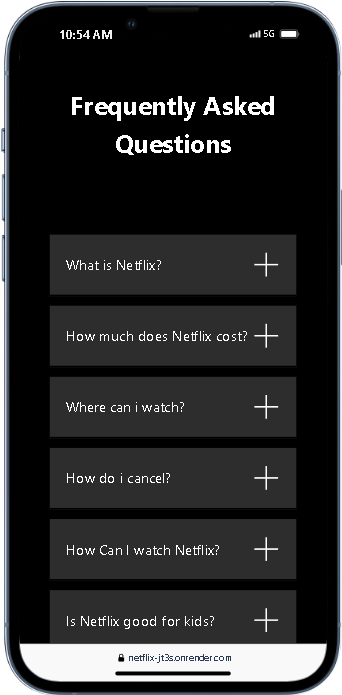 10:54 AM 5G
Frequently Asked
Questions
What is Netflix?
How much does Netflix cost?
Where can i watch?
How do i cancel?
How Can I watch Netflix?
Is Netflix good for kids?
netflix-jt3s.onrender.com